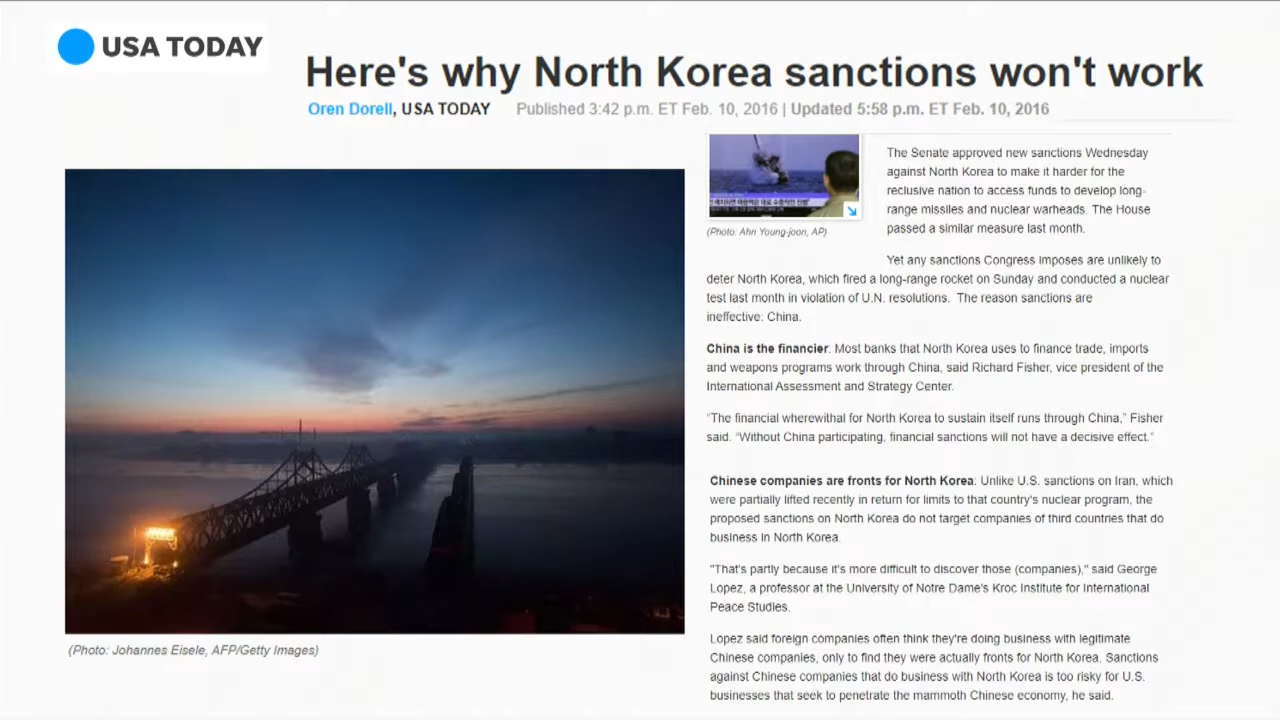 USA TODAY
Here's why North Korea sanctions won't work
Oren Dorell, USA TODAY Published 3:42 p.m. ET Feb. 10, 2016 | Updated 5:58 p.m. ET Feb. 10, 2016
(Photo: Johannes Eisele, AFP/Getty Images)
(Photo: Ahn Young-joon, AP)
The Senate approved new sanctions Wednesday
against North Korea to make it harder for the
reclusive nation to access funds to develop long-
range missiles and nuclear warheads. The House
passed a similar measure last month.
Yet any sanctions Congress imposes are unlikely to
deter North Korea, which fired a long-range rocket on Sunday and conducted a nuclear
test last month in violation of U.N. resolutions. The reason sanctions are
ineffective: China.
China is the financier: Most banks that North Korea uses to finance trade, imports
and weapons programs work through China, said Richard Fisher, vice president of the
International Assessment and Strategy Center.
“The financial wherewithal for North Korea to sustain itself runs through China,” Fisher
said. “Without China participating, financial sanctions will not have a decisive effect.”
Chinese companies are fronts for North Korea: Unlike U.S. sanctions on Iran, which
were partially lifted recently in return for limits to that country's nuclear program, the
proposed sanctions on North Korea do not target companies of third countries that do
business in North Korea.
"That's partly because it's more difficult to discover those (companies)," said George
Lopez, a professor at the University of Notre Dame's Kroc Institute for International
Peace Studies.
Lopez said foreign companies often think they're doing business with legitimate
Chinese companies, only to find they were actually fronts for North Korea. Sanctions
against Chinese companies that do business with North Korea is too risky for U.S.
businesses that seek to penetrate the mammoth Chinese economy, he said.